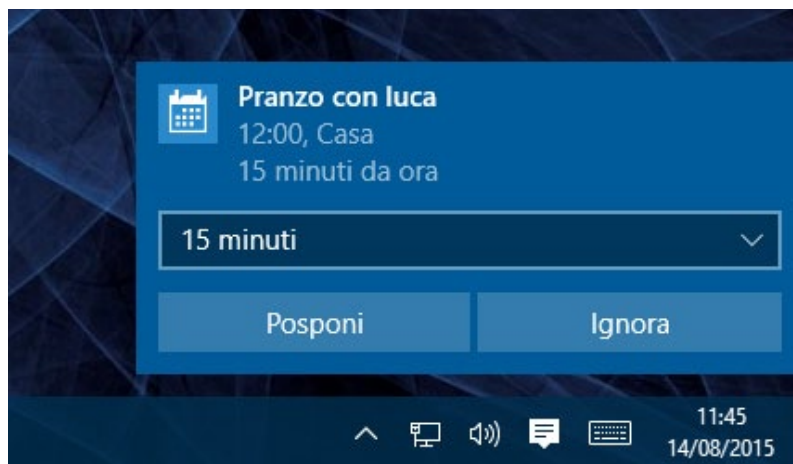 Pranzo con luca
12:00, Casa
15 minuti da ora
15 minuti
Posponi
Ignora
11:45
14/08/2015